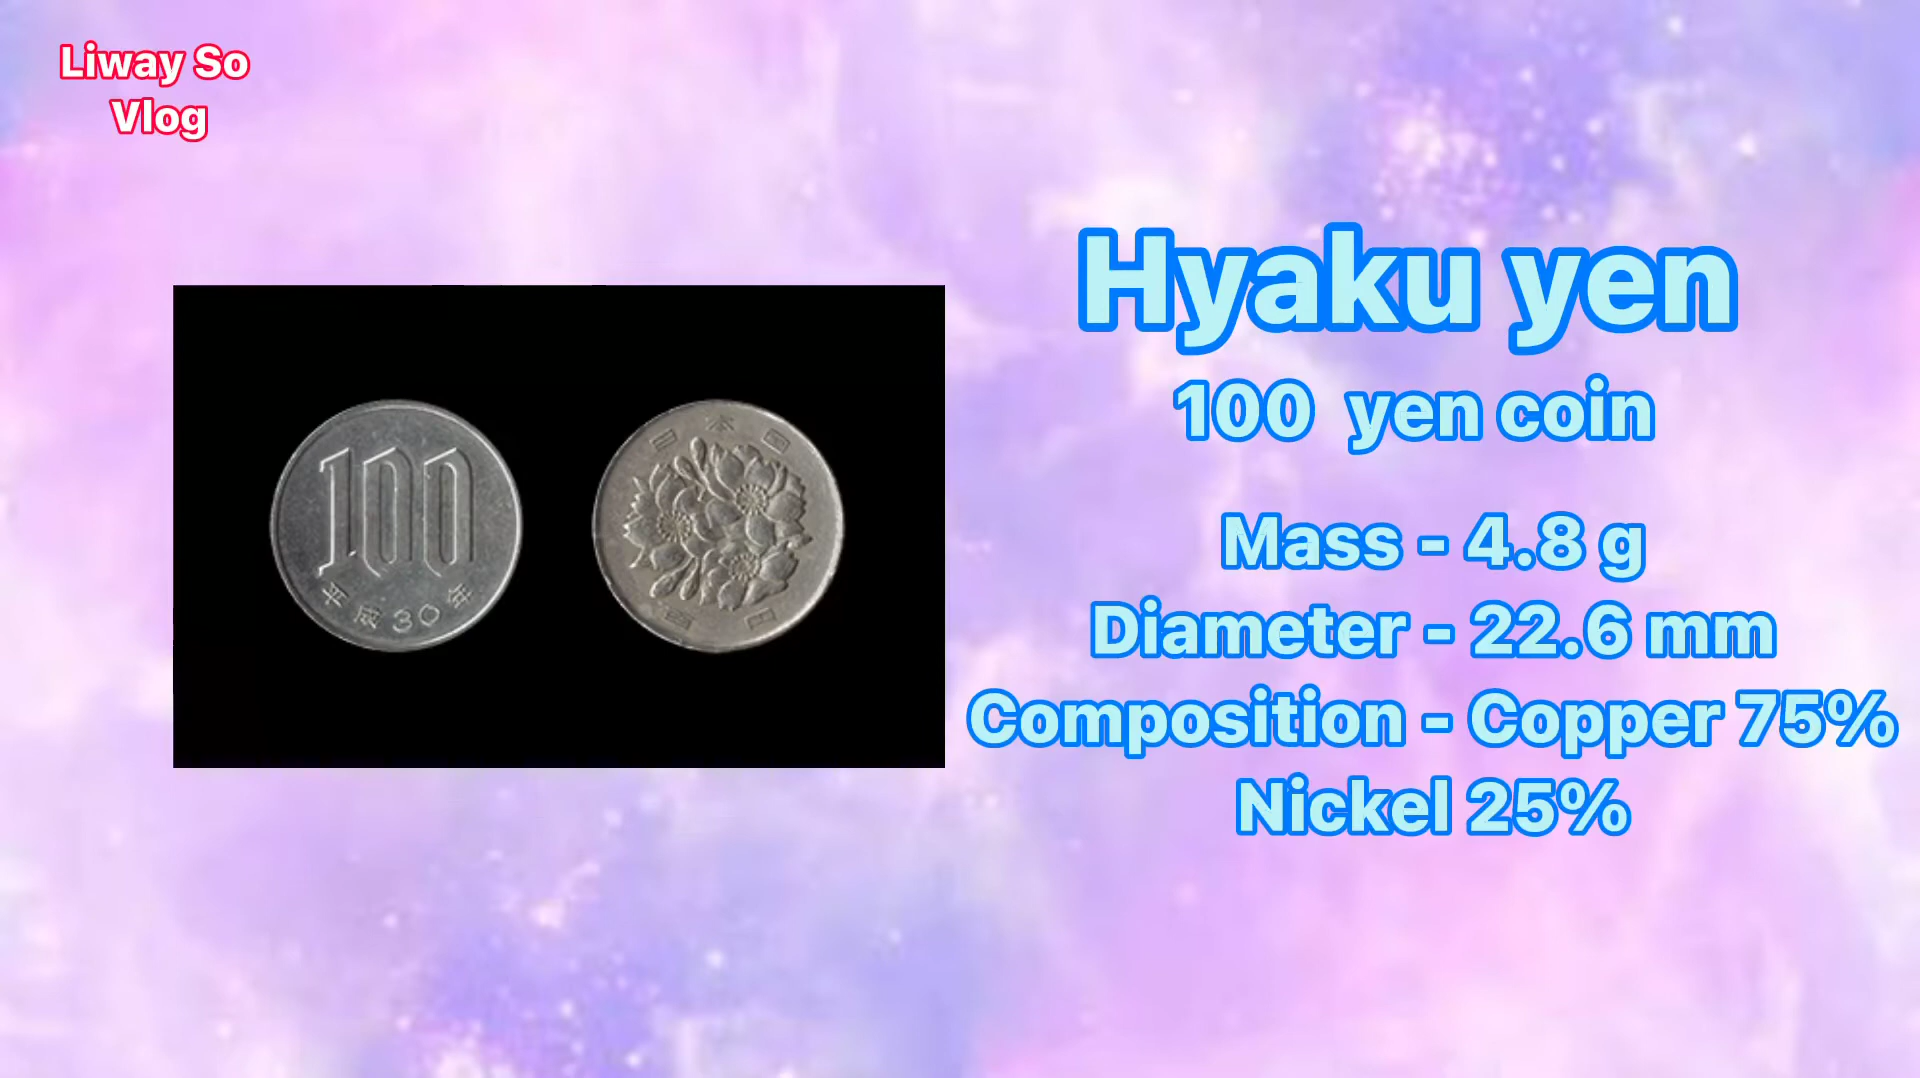 Liway So
Vlog
Hyaku yen
100 yen coin
Mass - 4.8 g
Diameter - 22.6 mm
Composition - Copper 75%
Nickel 25%
100
平成30年
日本国
百円